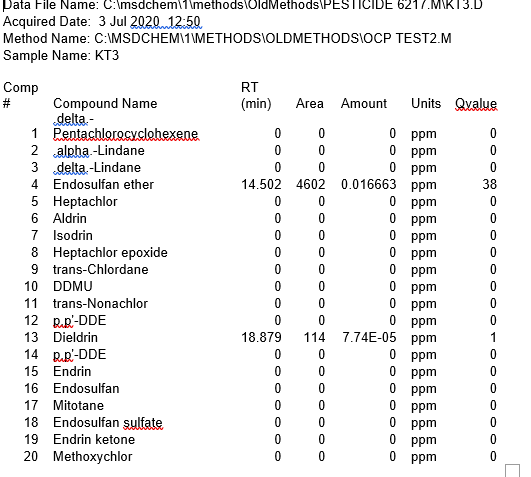 Data File Name: C:\msdchem\1\methods\OldMethods\PESTICIDE 6217.M\KT3.D
Acquired Date: 3 Jul 2020 12:50
Method Name: C:\MSDCHEM\1\METHODS\OLDMETHODS\OCP TEST2.M
Sample Name: KT3
Comp RT
# Compound Name (min) Area Amount Units Qvalue
.delta.-
1 Pentachlorocyclohexene 0 0 0 ppm 0
2 .alpha.-Lindane 0 0 0 ppm 0
3 .delta.-Lindane 0 0 0 ppm 0
4 Endosulfan ether 14.502 4602 0.016663 ppm 38
5 Heptachlor 0 0 0 ppm 0
6 Aldrin 0 0 0 ppm 0
7 Isodrin 0 0 0 ppm 0
8 Heptachlor epoxide 0 0 0 ppm 0
9 trans-Chlordane 0 0 0 ppm 0
10 DDMU 0 0 0 ppm 0
11 trans-Nonachlor 0 0 0 ppm 0
12 p,p'-DDE 0 0 0 ppm 0
13 Dieldrin 18.879 114 7.74E-05 ppm 1
14 p,p'-DDE 0 0 0 ppm 0
15 Endrin 0 0 0 ppm 0
16 Endosulfan 0 0 0 ppm 0
17 Mitotane 0 0 0 ppm 0
18 Endosulfan sulfate 0 0 0 ppm 0
19 Endrin ketone 0 0 0 ppm 0
20 Methoxychlor 0 0 0 ppm 0